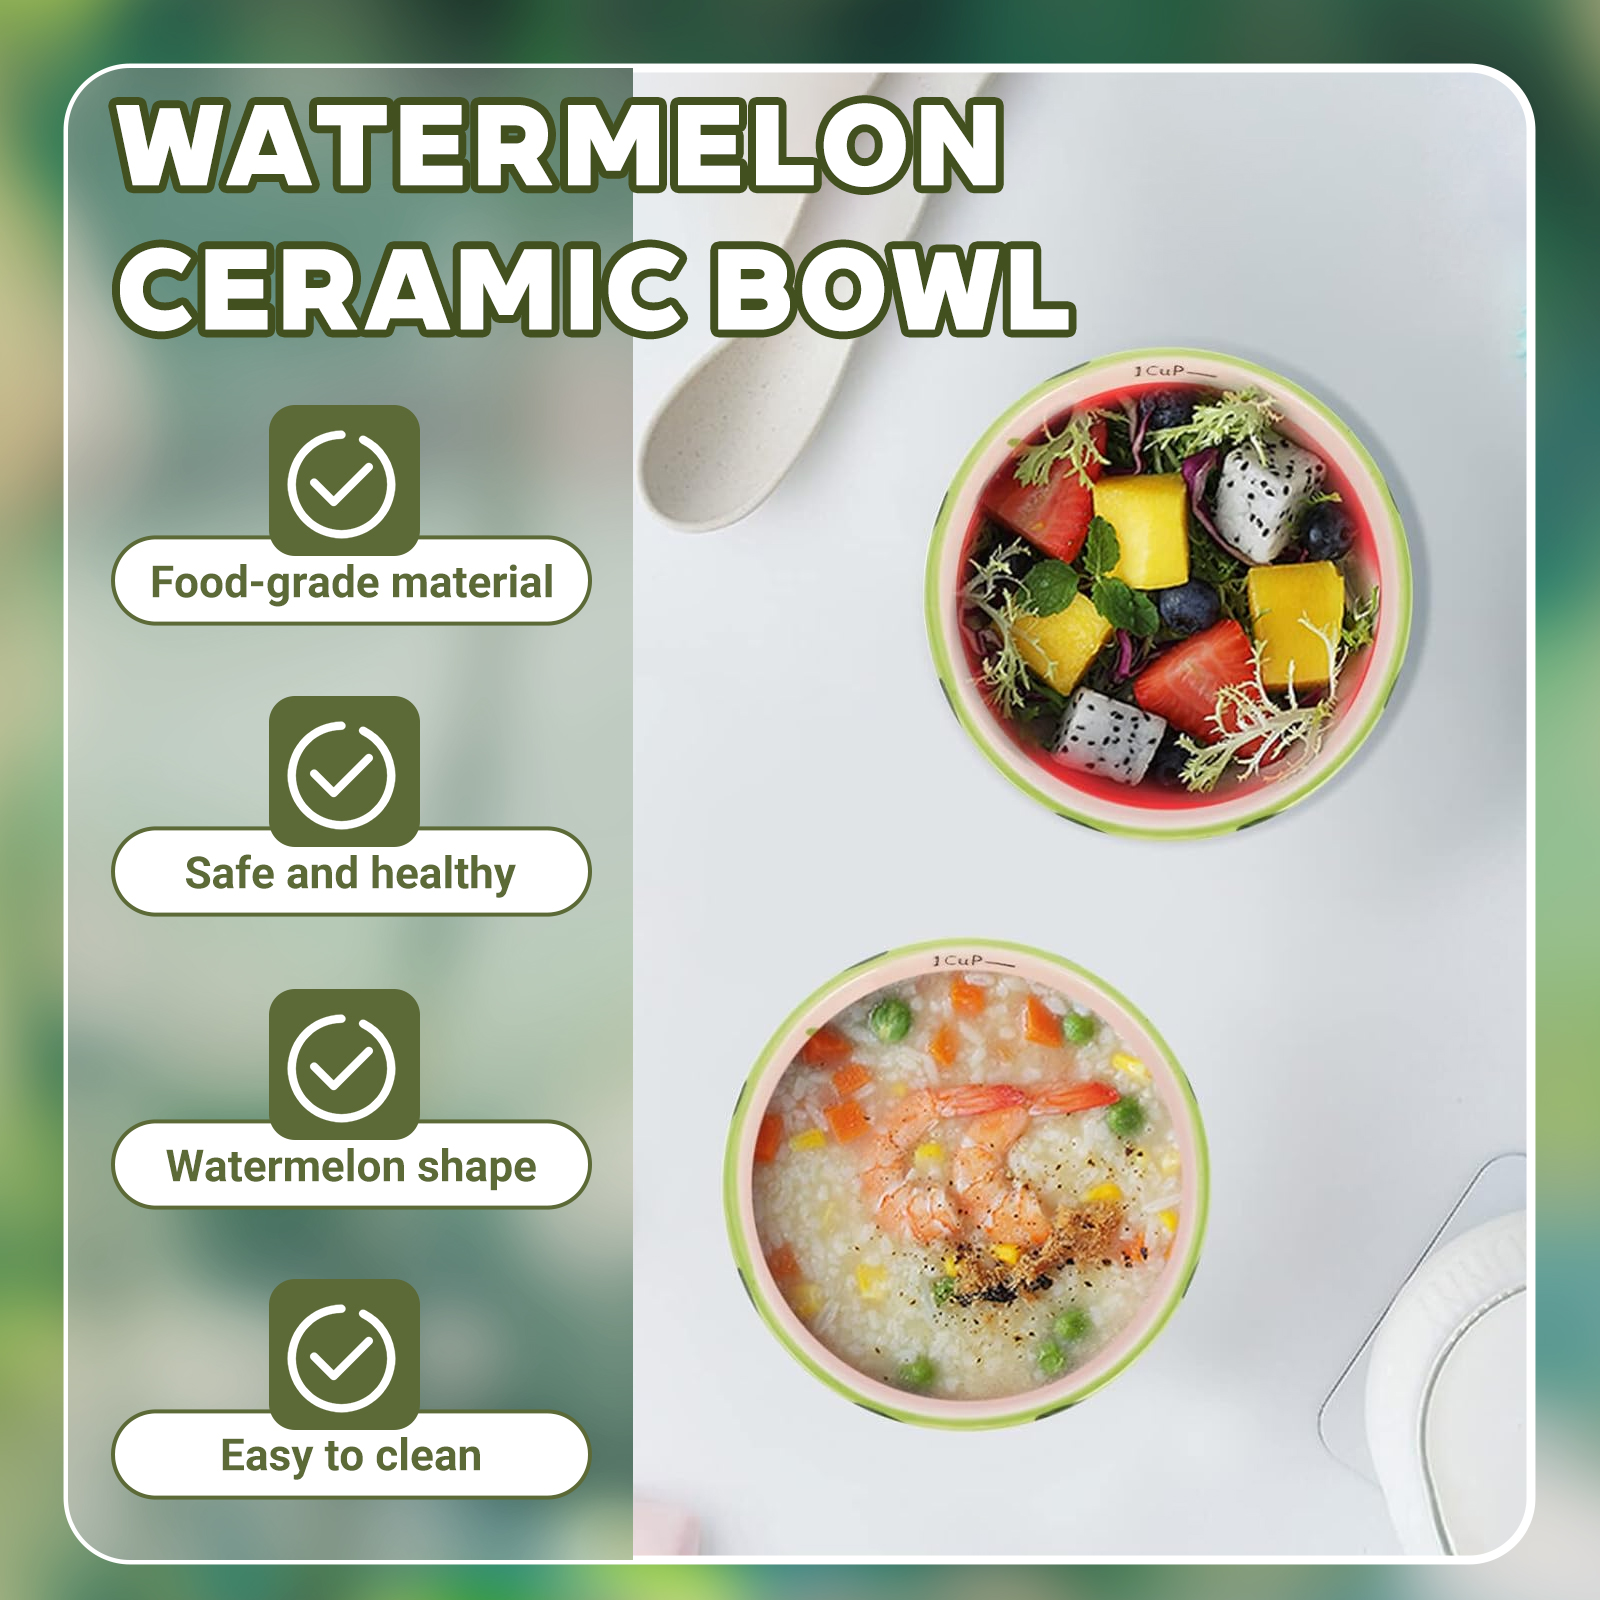 WATERMELON
CERAMIC BOWL
Food-grade material
Safe and healthy
Watermelon shape
Easy to clean
1 CuP
1 CuP